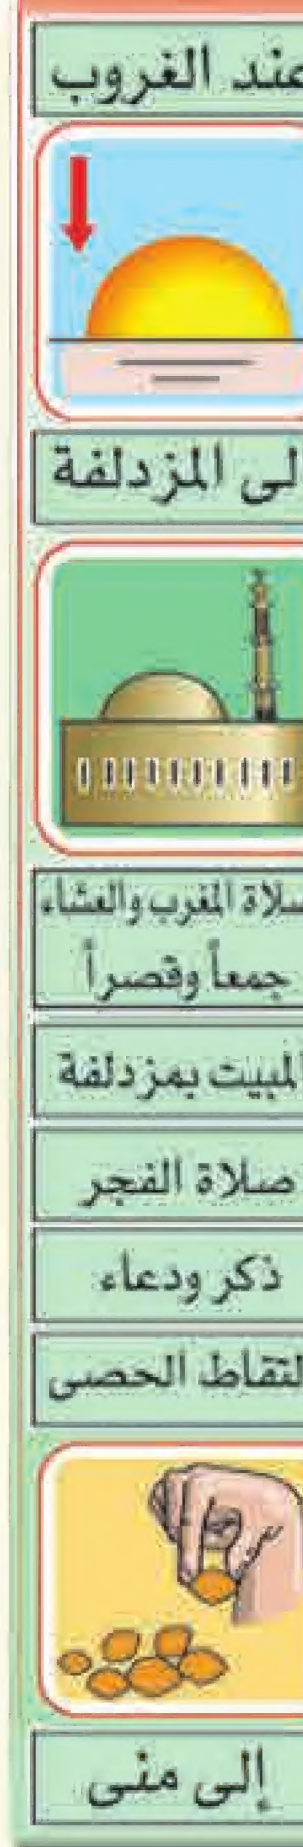 عند الغروب
إلى المزدلفة
صلاة المغرب والعشاء
جمعاً وقصراً
المبيت بمزدلفة
صلاة الفجر
ذكر ودعاء
التقاط الحصى
إلى منى